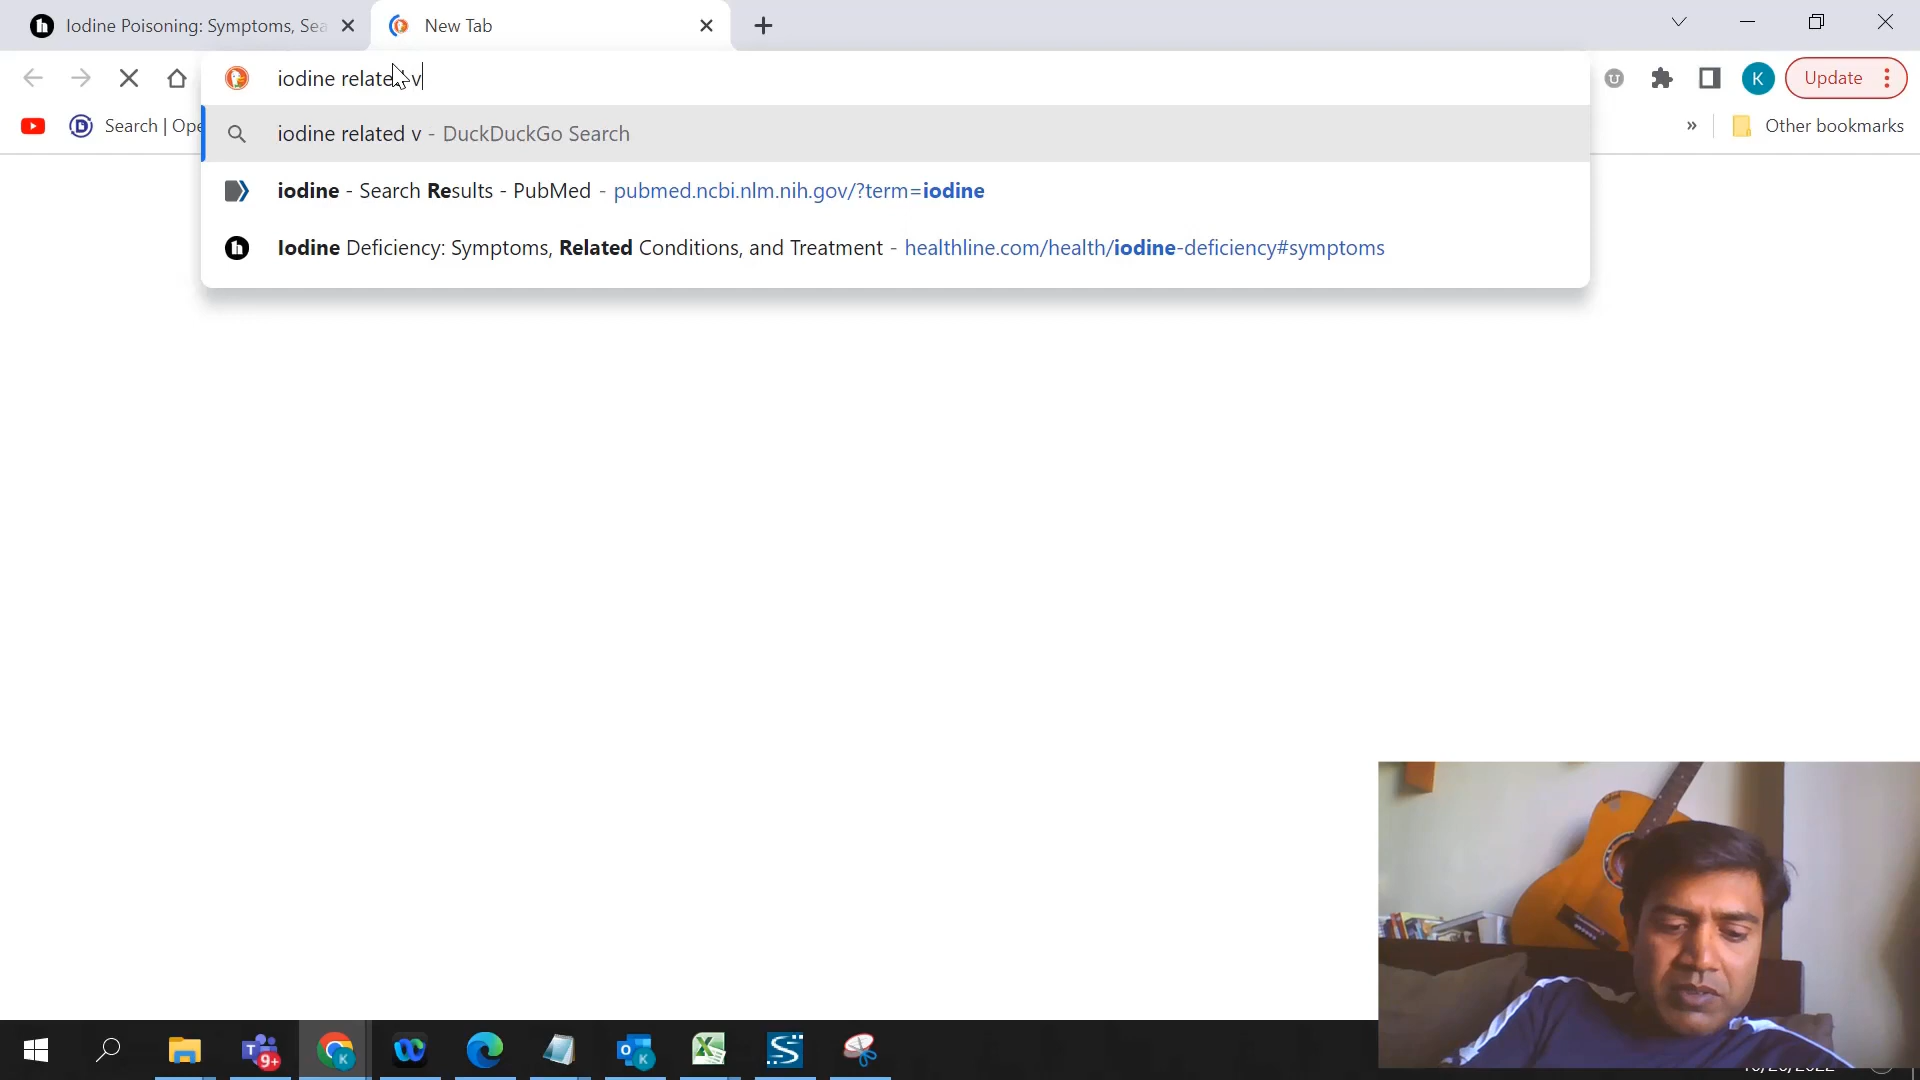 Iodine Poisoning: Symptoms, Sea
New Tab
iodine related v
K
Update
Search | Ope
Other bookmarks
iodine related v - DuckDuckGo Search
iodine - Search Results - PubMed - pubmed.ncbi.nlm.nih.gov/?term=iodine
Iodine Deficiency: Symptoms, Related Conditions, and Treatment - healthline.com/health/iodine-deficiency#symptoms
9+